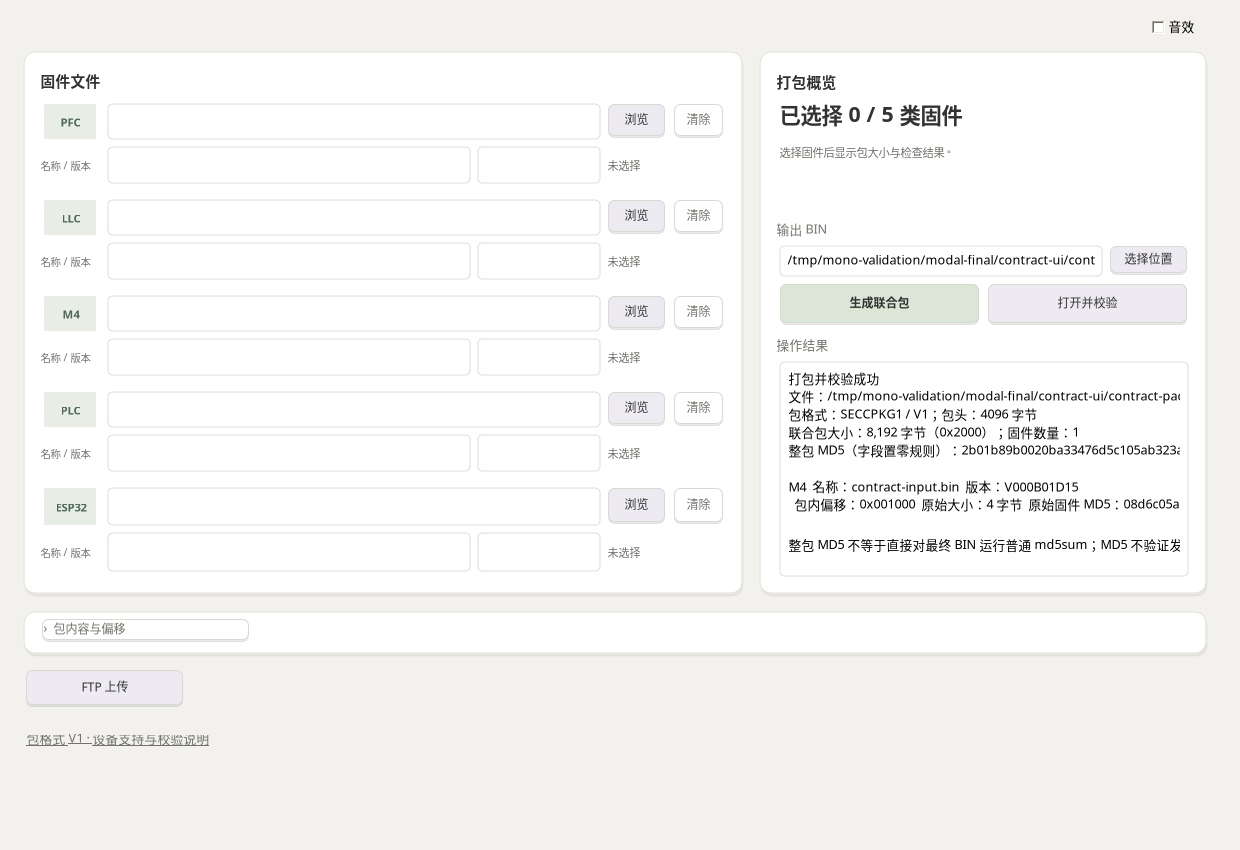 音效
固件文件
PFC 浏览 清除
名称 / 版本 未选择
LLC 浏览 清除
名称 / 版本 未选择
M4 浏览 清除
名称 / 版本 未选择
PLC 浏览 清除
名称 / 版本 未选择
ESP32 浏览 清除
名称 / 版本 未选择
打包概览
已选择 0 / 5 类固件
选择固件后显示包大小与检查结果。
输出 BIN
/tmp/mono-validation/modal-final/contract-ui/cont 选择位置
生成联合包 打开并校验
操作结果
打包并校验成功
文件：/tmp/mono-validation/modal-final/contract-ui/contract-pac
包格式：SECCPKG1 / V1；包头：4096 字节
联合包大小：8,192 字节（0x2000）；固件数量：1
整包 MD5（字段置零规则）：2b01b89b0020ba33476d5c105ab323a
M4 名称：contract-input.bin 版本：V000B01D15
包内偏移：0x001000 原始大小：4 字节 原始固件 MD5：08d6c05a
整包 MD5 不等于直接对最终 BIN 运行普通 md5sum；MD5 不验证发
› 包内容与偏移
FTP 上传
包格式 V1 · 设备支持与校验说明